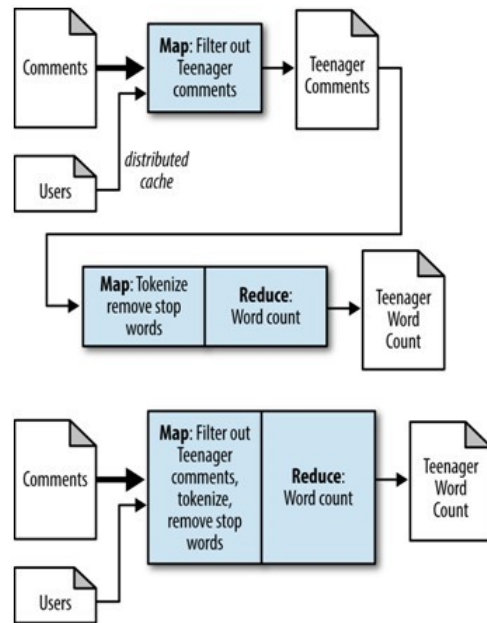 Comments
Map: Filter out
Teenager
comments
Teenager
Comments
Users
distributed
cache
Map: Tokenize
remove stop
words
Reduce:
Word count
Teenager
Word
Count
Comments
Map: Filter out
Teenager
comments,
tokenize,
remove stop
words
Reduce:
Word count
Teenager
Word
Count
Users